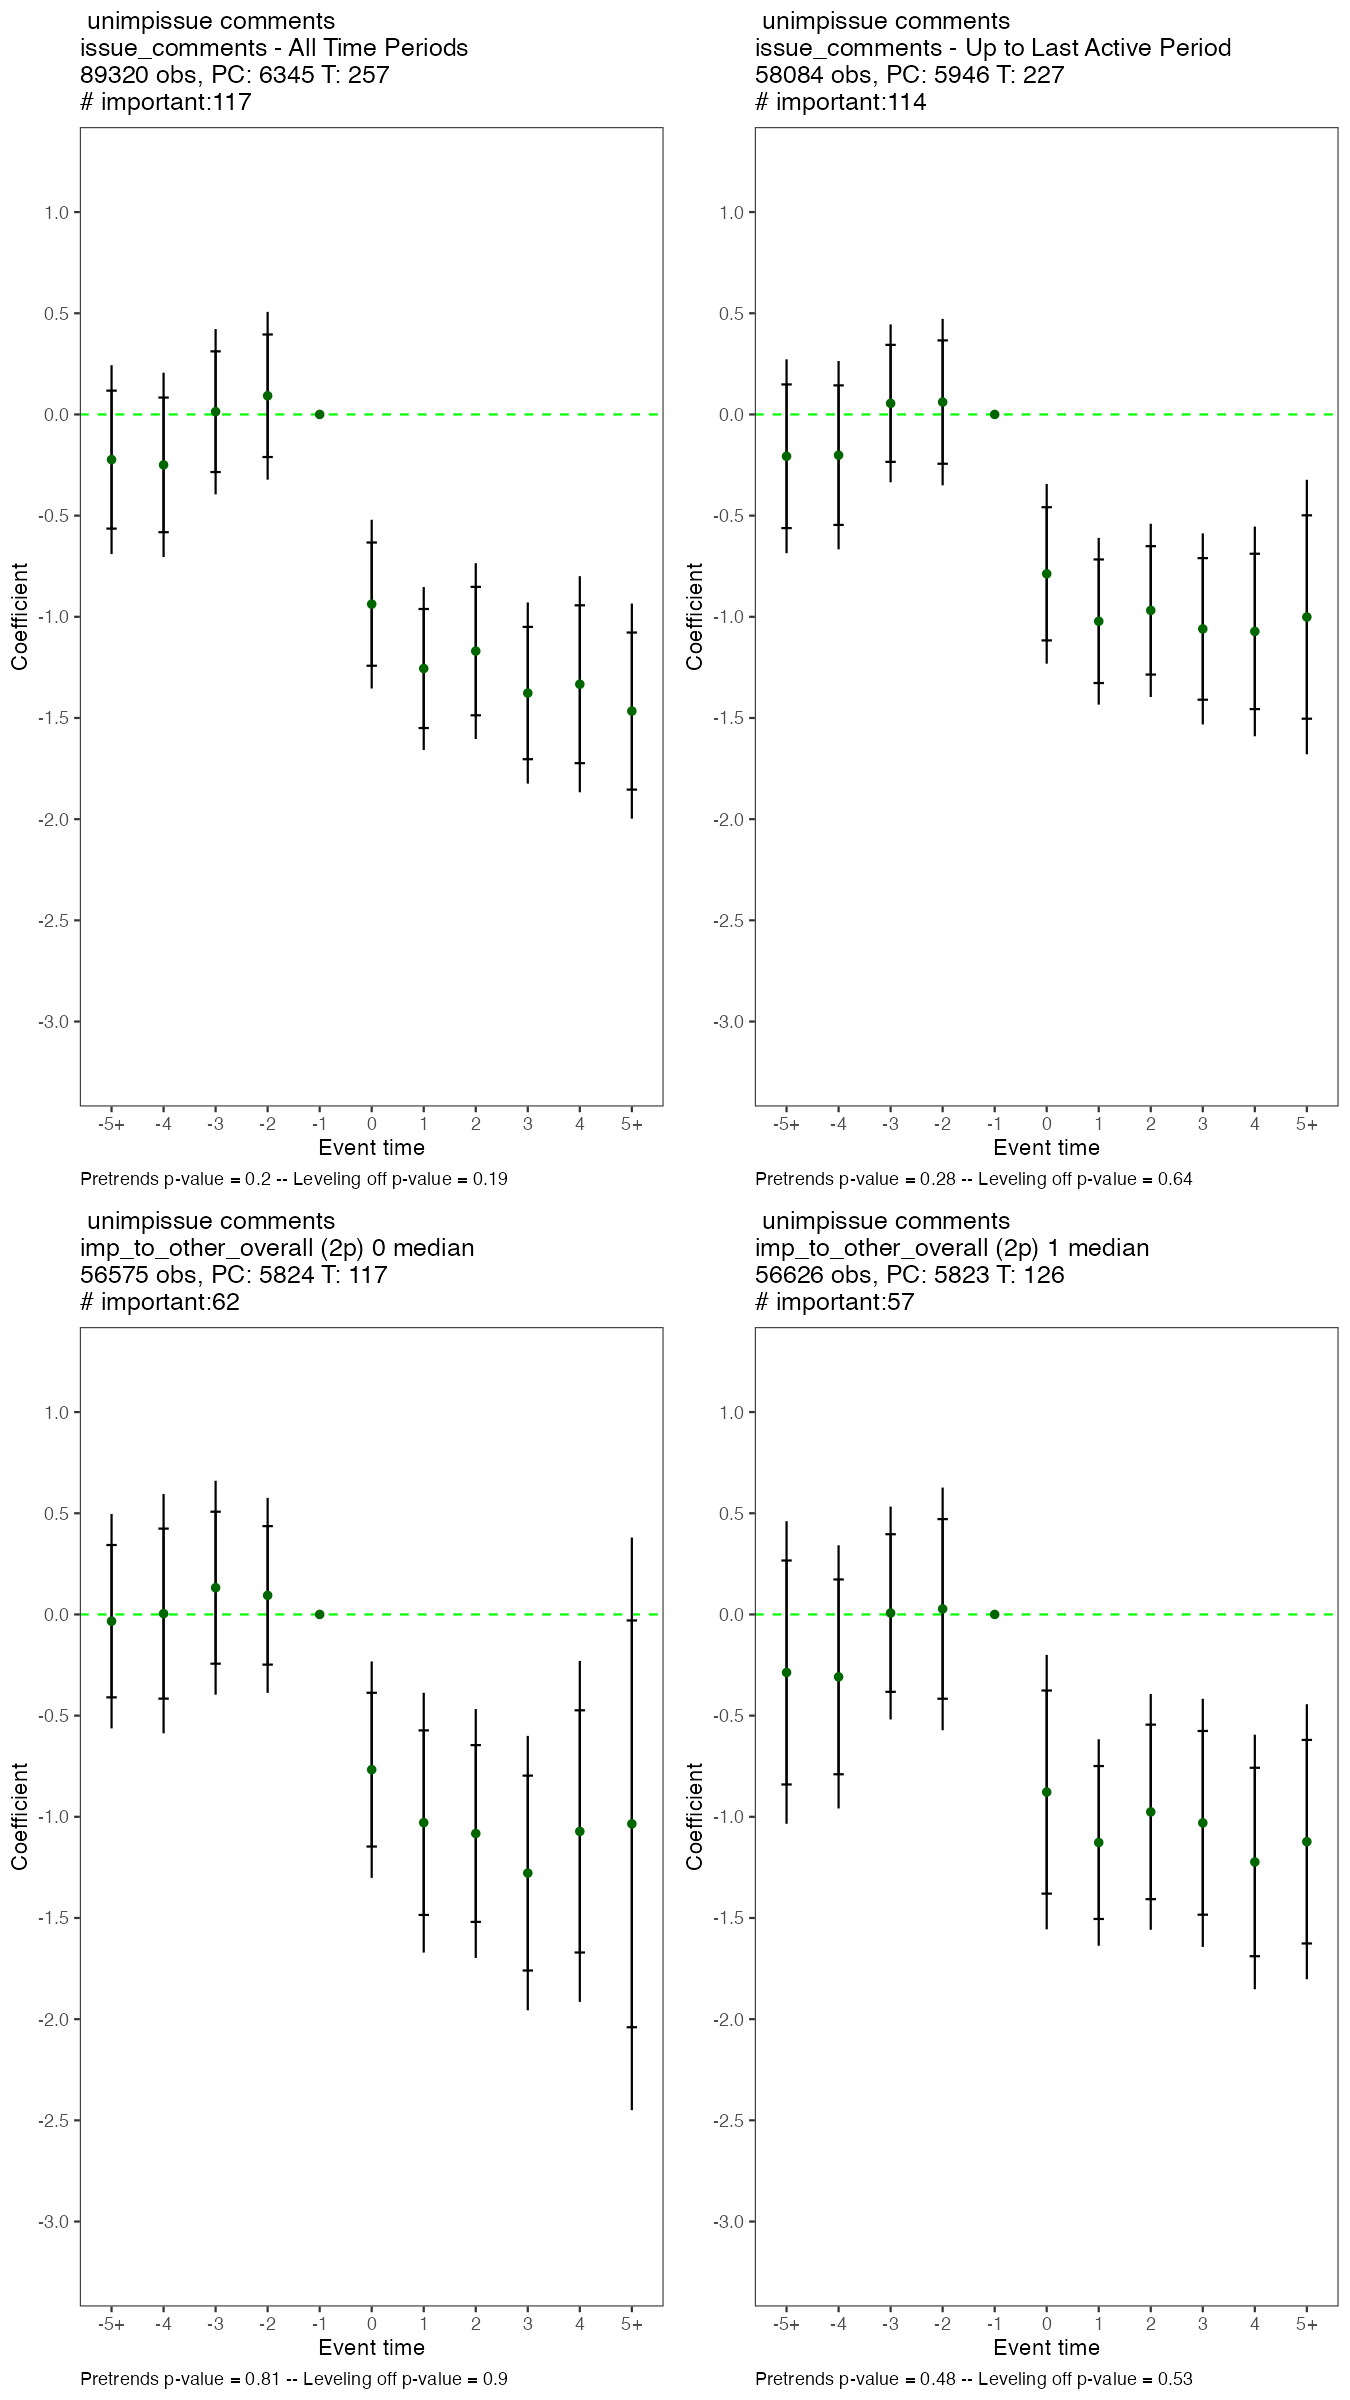 unimpissue comments
issue_comments - All Time Periods
89320 obs, PC: 6345 T: 257
# important:117
1.0
0.5
0.0
-0.5
-1.0
-1.5
-2.0
-2.5
-3.0
Coefficient
-5+ -4 -3 -2 -1 0 1 2 3 4 5+
Event time
Pretrends p-value = 0.2 -- Leveling off p-value = 0.19
unimpissue comments
issue_comments - Up to Last Active Period
58084 obs, PC: 5946 T: 227
# important:114
1.0
0.5
0.0
-0.5
-1.0
-1.5
-2.0
-2.5
-3.0
Coefficient
-5+ -4 -3 -2 -1 0 1 2 3 4 5+
Event time
Pretrends p-value = 0.28 -- Leveling off p-value = 0.64
unimpissue comments
imp_to_other_overall (2p) 0 median
56575 obs, PC: 5824 T: 117
# important:62
1.0
0.5
0.0
-0.5
-1.0
-1.5
-2.0
-2.5
-3.0
Coefficient
-5+ -4 -3 -2 -1 0 1 2 3 4 5+
Event time
Pretrends p-value = 0.81 -- Leveling off p-value = 0.9
unimpissue comments
imp_to_other_overall (2p) 1 median
56626 obs, PC: 5823 T: 126
# important:57
1.0
0.5
0.0
-0.5
-1.0
-1.5
-2.0
-2.5
-3.0
Coefficient
-5+ -4 -3 -2 -1 0 1 2 3 4 5+
Event time
Pretrends p-value = 0.48 -- Leveling off p-value = 0.53